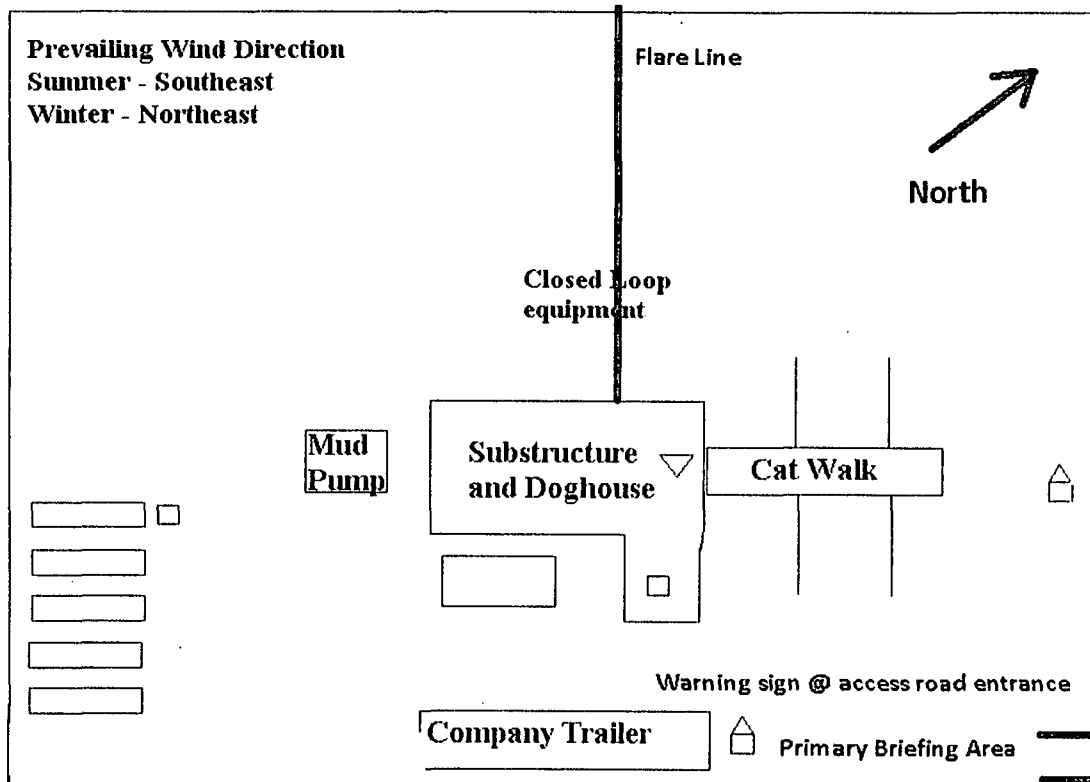 Prevailing Wind Direction
Summer - Southeast
Winter - Northeast
Flare Line
North
Closed Loop
equipment
Mud
Pump
Substructure
and Doghouse
Cat Walk
Warning sign @ access road entrance
Company Trailer
Primary Briefing Area